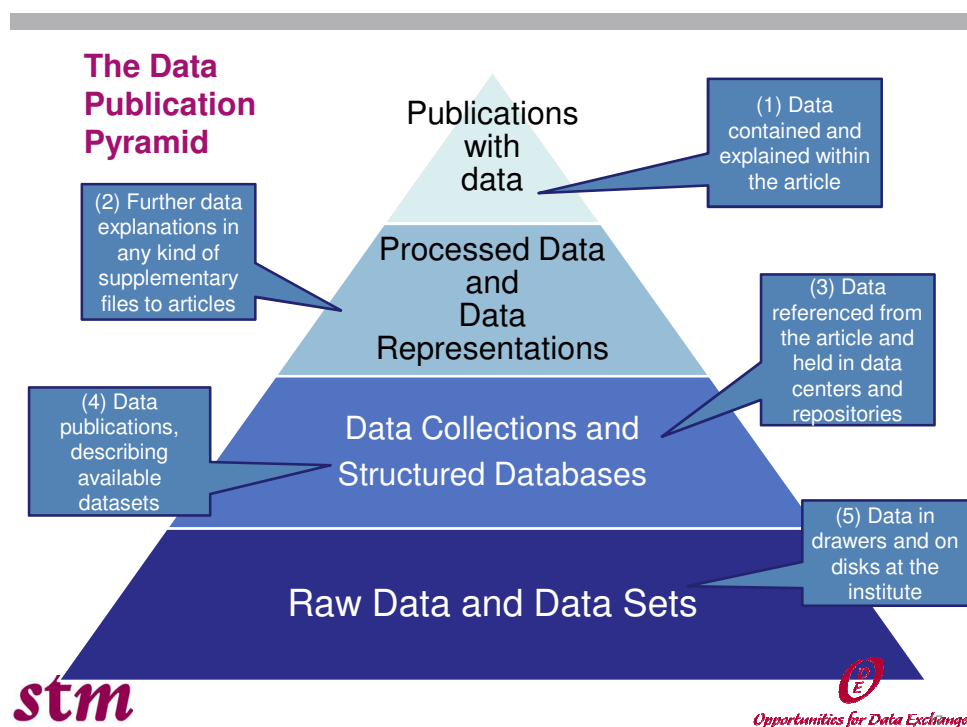 The Data
Publication
Pyramid
Publications
with
data
(1) Data
contained and
explained within
the article
(2) Further data
explanations in
any kind of
supplementary
files to articles
Processed Data
and
Data
Representations
(3) Data
referenced from
the article and
held in data
centers and
repositories
(4) Data
publications,
describing
available
datasets
Data Collections and
Structured Databases
(5) Data in
drawers and on
disks at the
institute
Raw Data and Data Sets
stm
ODE
Opportunities for Data Exchange